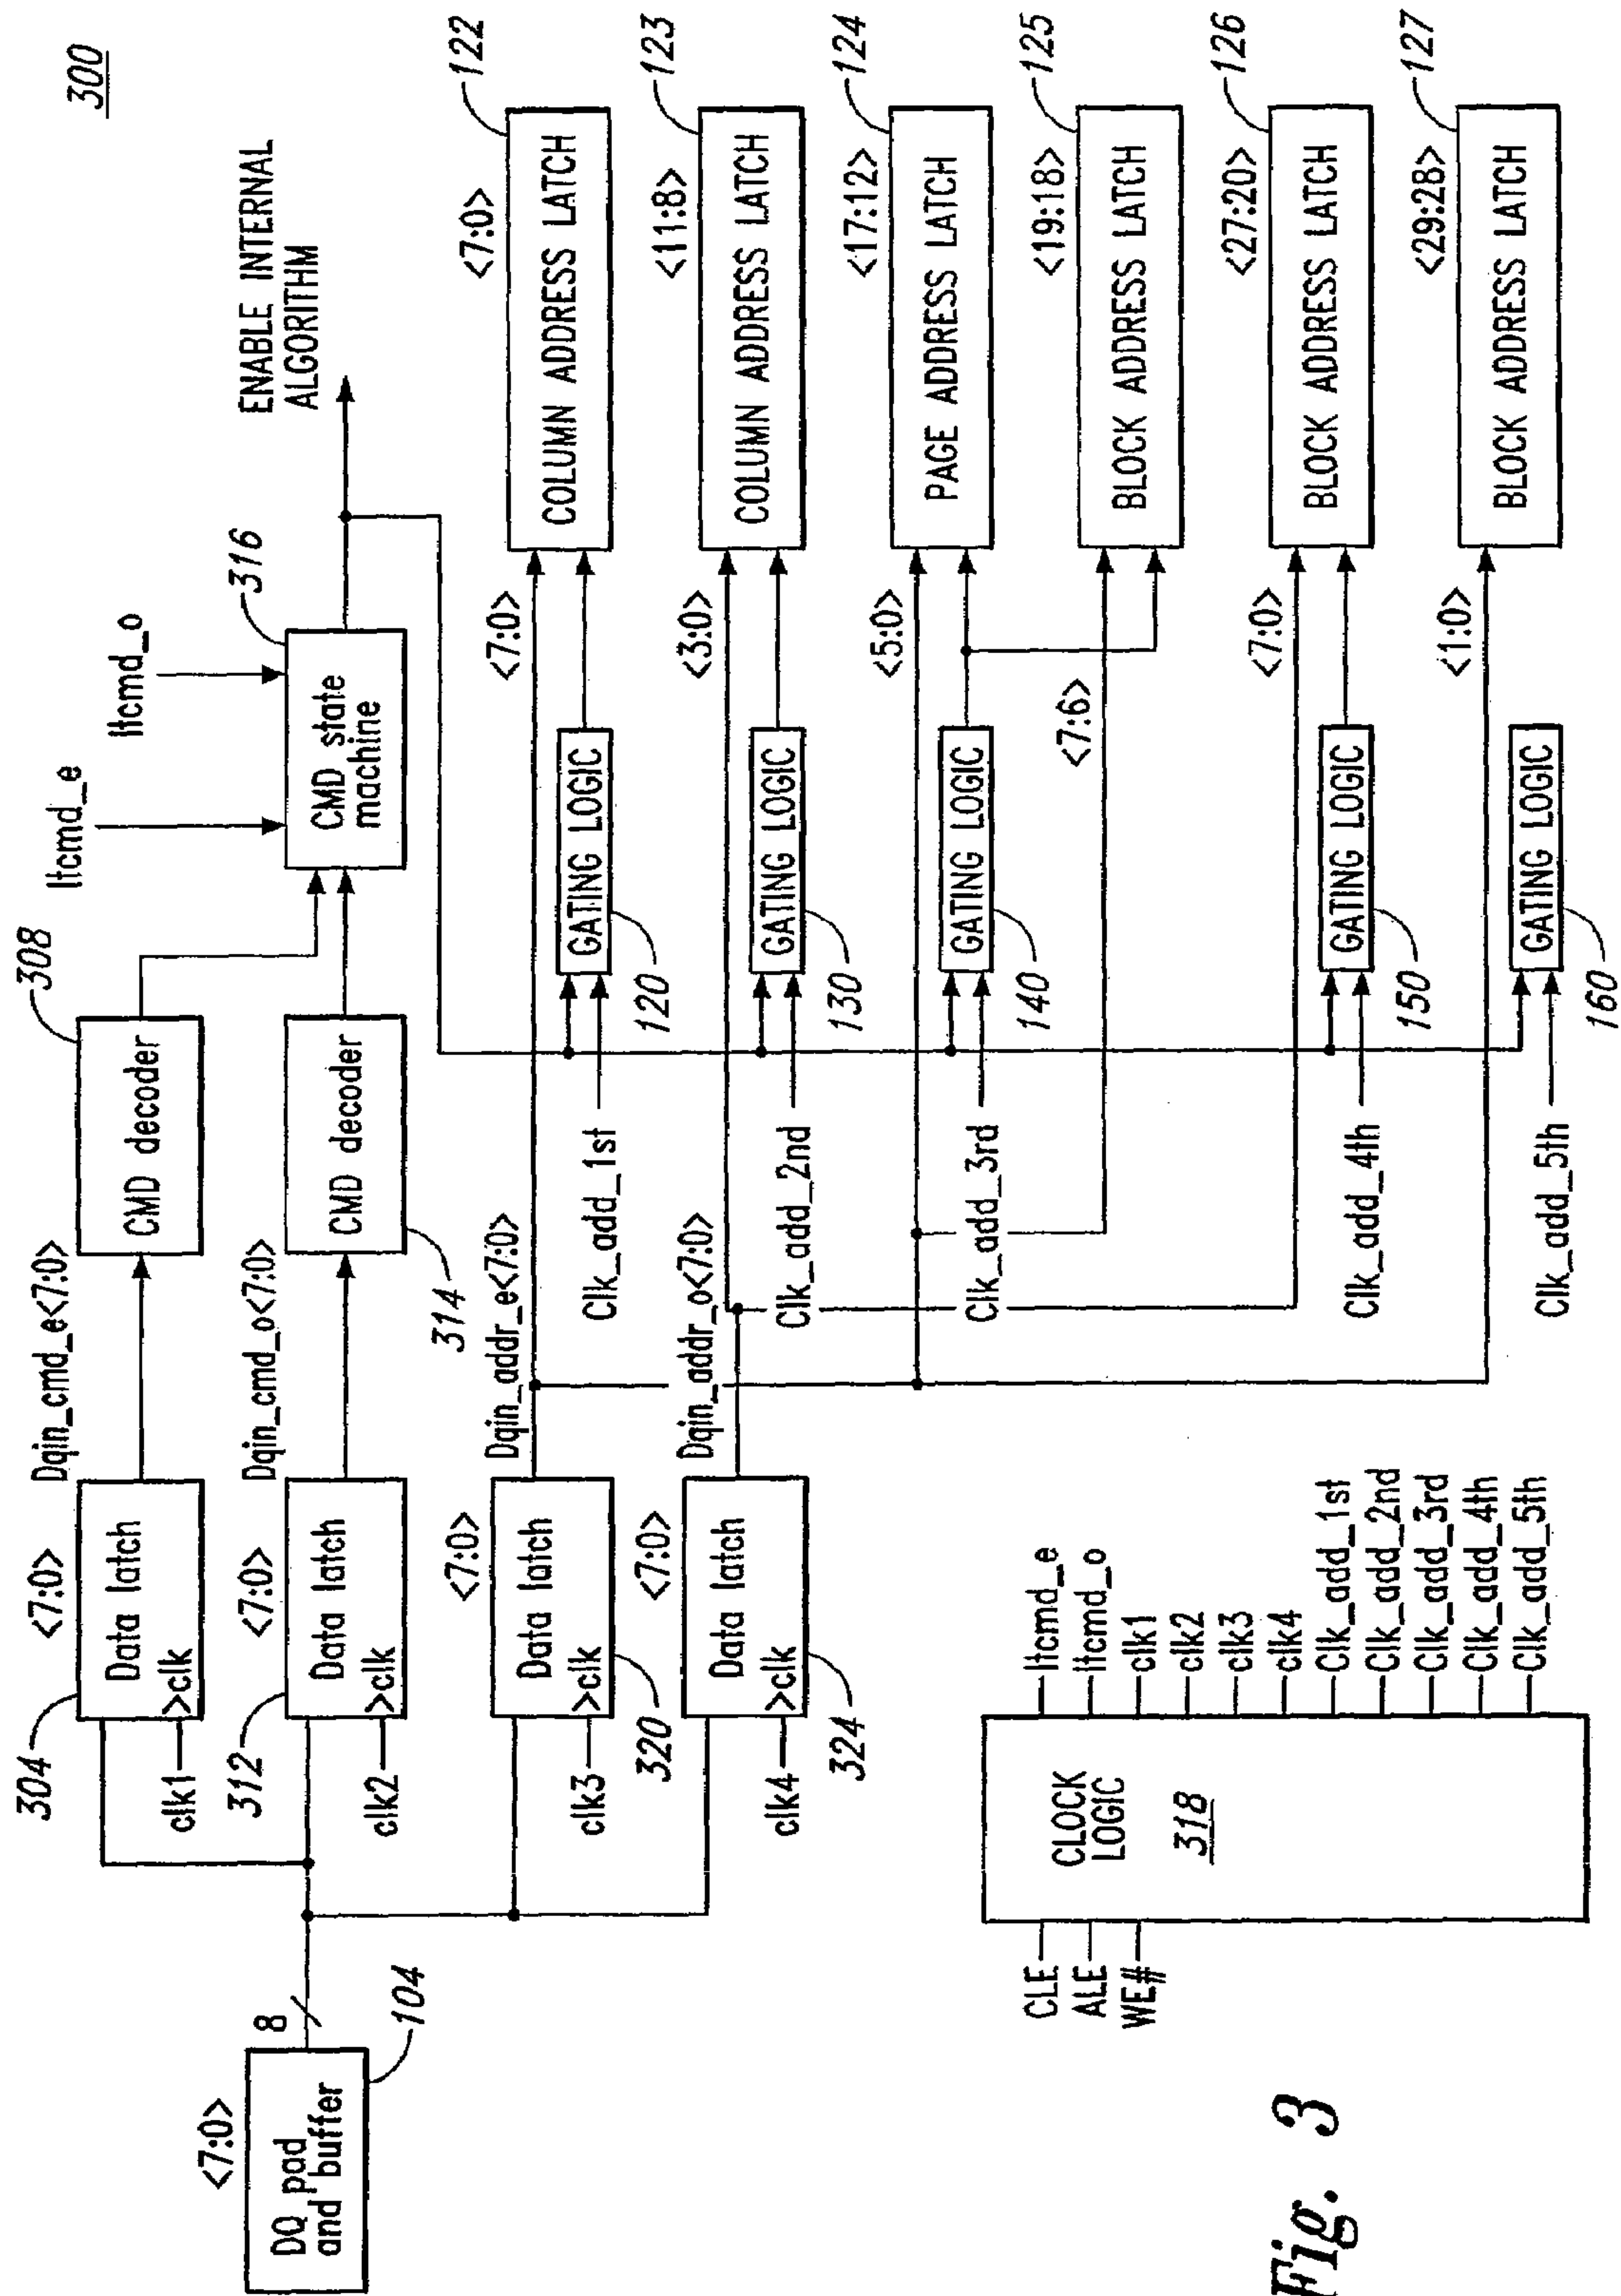 300
<7:0>
DQ pad
and buffer
104
8
304
<7:0>
Data latch
>clk
clk1
Dqin_cmd_e<7:0>
308
CMD decoder
ltcmd_e
ltcmd_o
312
<7:0>
Data latch
>clk
clk2
Dqin_cmd_o<7:0>
CMD decoder
314
316
CMD state
machine
ENABLE INTERNAL
ALGORITHM
<7:0>
Data latch
>clk
clk3
320
Dqin_addr_e<7:0>
Clk_add_1st
GATING LOGIC
120
<7:0>
<7:0>
COLUMN ADDRESS LATCH
122
<7:0>
Data latch
>clk
clk4
324
Dqin_addr_o<7:0>
Clk_add_2nd
GATING LOGIC
130
<3:0>
<11:8>
COLUMN ADDRESS LATCH
123
Clk_add_3rd
GATING LOGIC
140
<5:0>
<17:12>
PAGE ADDRESS LATCH
124
<7:6>
<19:18>
BLOCK ADDRESS LATCH
125
Clk_add_4th
GATING LOGIC
150
<7:0>
<27:20>
BLOCK ADDRESS LATCH
126
Clk_add_5th
GATING LOGIC
160
<1:0>
<29:28>
BLOCK ADDRESS LATCH
127
CLE
ALE
WE#
CLOCK
LOGIC
318
ltcmd_e
ltcmd_o
clk1
clk2
clk3
clk4
Clk_add_1st
Clk_add_2nd
Clk_add_3rd
Clk_add_4th
Clk_add_5th
Fig. 3